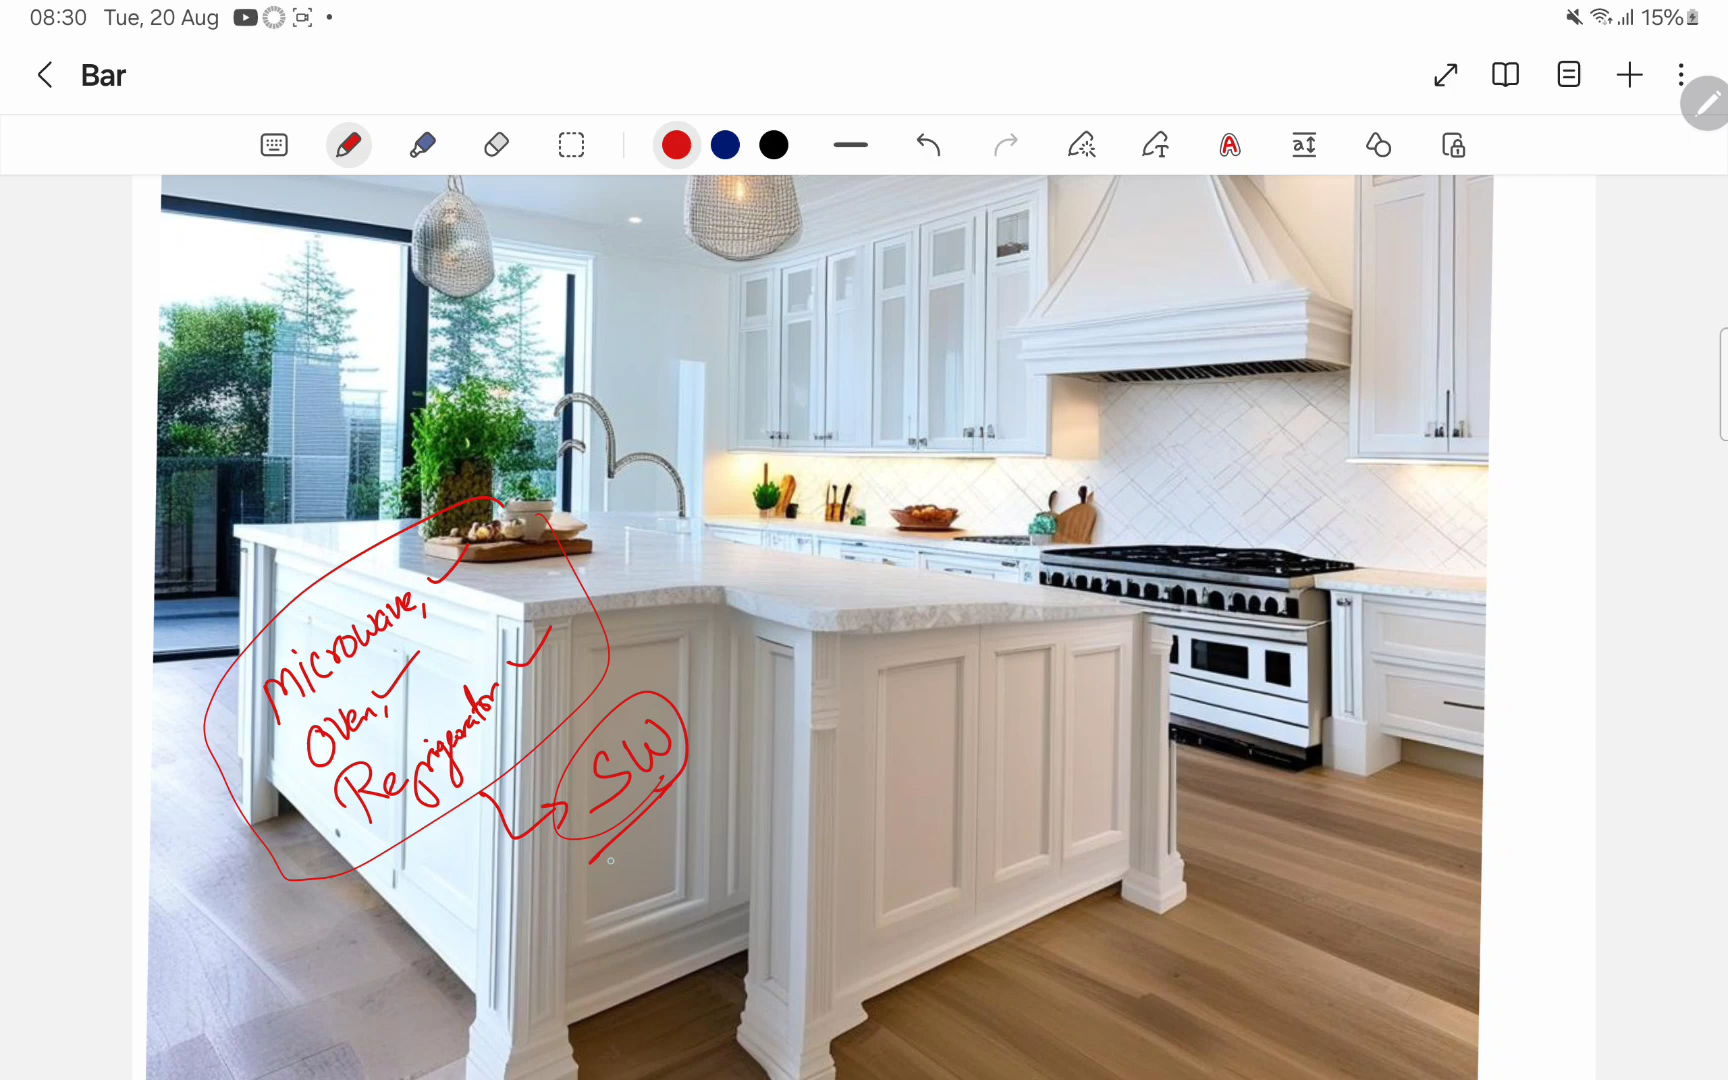 08:30 Tue, 20 Aug 15%
Bar
Microwave,
Oven,
Refrigerator
SW